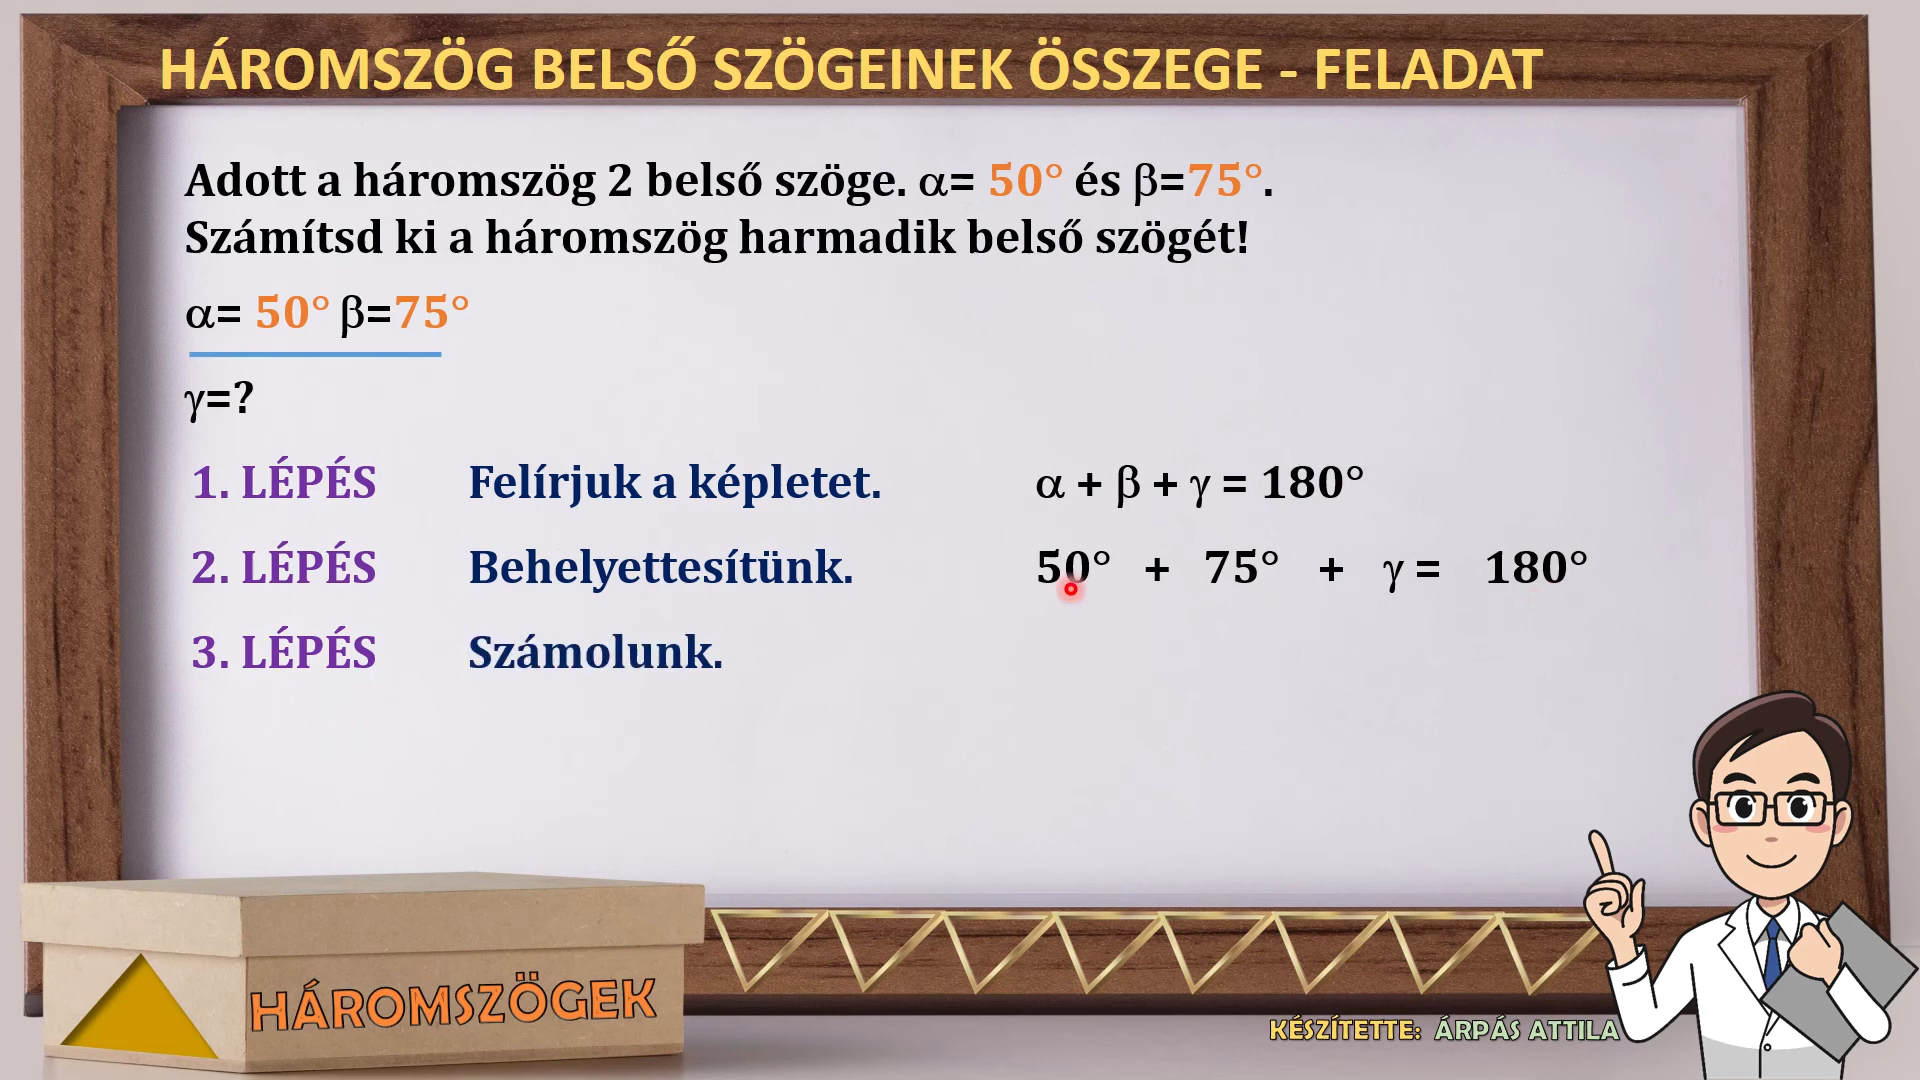 HÁROMSZÖG BELSŐ SZÖGEINEK ÖSSZEGE - FELADAT
Adott a háromszög 2 belső szöge. α= 50° és β=75°.
Számítsd ki a háromszög harmadik belső szögét!
α= 50° β=75°
γ=?
1. LÉPÉS Felírjuk a képletet. α + β + γ = 180°
2. LÉPÉS Behelyettesítünk. 50° + 75° + γ = 180°
3. LÉPÉS Számolunk.
HÁROMSZÖGEK
KÉSZÍTETTE: ÁRPÁS ATTILA